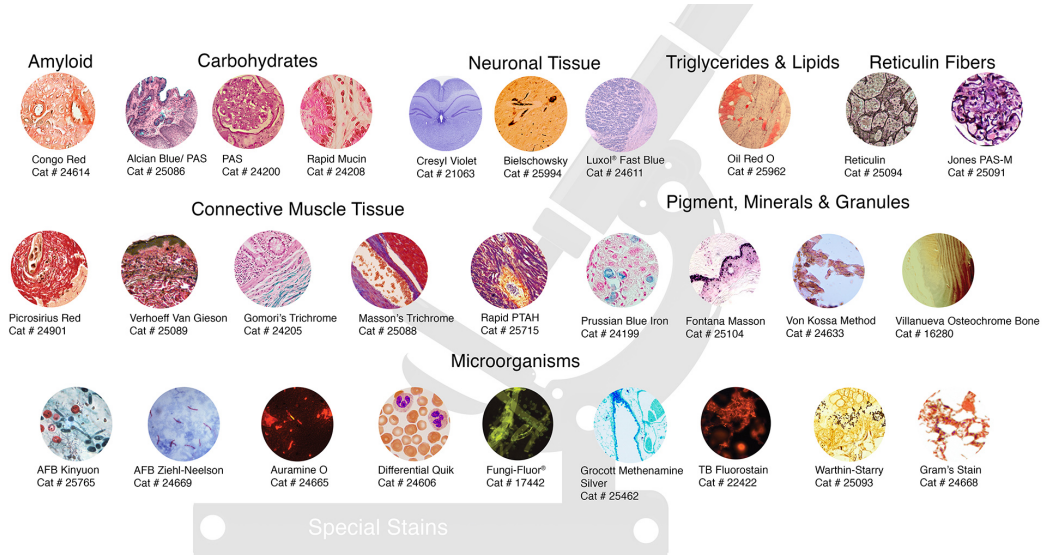 Amyloid
Carbohydrates
Neuronal Tissue
Triglycerides & Lipids
Reticulin Fibers
Congo Red
Cat # 24614
Alcian Blue/ PAS
Cat # 25086
PAS
Cat # 24200
Rapid Mucin
Cat # 24208
Cresyl Violet
Cat # 21063
Bielschowsky
Cat # 25994
Luxol® Fast Blue
Cat # 24611
Oil Red O
Cat # 25962
Reticulin
Cat # 25094
Jones PAS-M
Cat # 25091
Connective Muscle Tissue
Pigment, Minerals & Granules
Picrosirius Red
Cat # 24901
Verhoeff Van Gieson
Cat # 25089
Gomori's Trichrome
Cat # 24205
Masson's Trichrome
Cat # 25088
Rapid PTAH
Cat # 25715
Prussian Blue Iron
Cat # 24199
Fontana Masson
Cat # 25104
Von Kossa Method
Cat # 24633
Villanueva Osteochrome Bone
Cat # 16280
Microorganisms
AFB Kinyuon
Cat # 25765
AFB Ziehl-Neelson
Cat # 24669
Auramine O
Cat # 24665
Differential Quik
Cat # 24606
Fungi-Fluor®
Cat # 17442
Grocott Methenamine
Silver
Cat # 25462
TB Fluorostain
Cat # 22422
Warthin-Starry
Cat # 25093
Gram's Stain
Cat # 24668
Special Stains